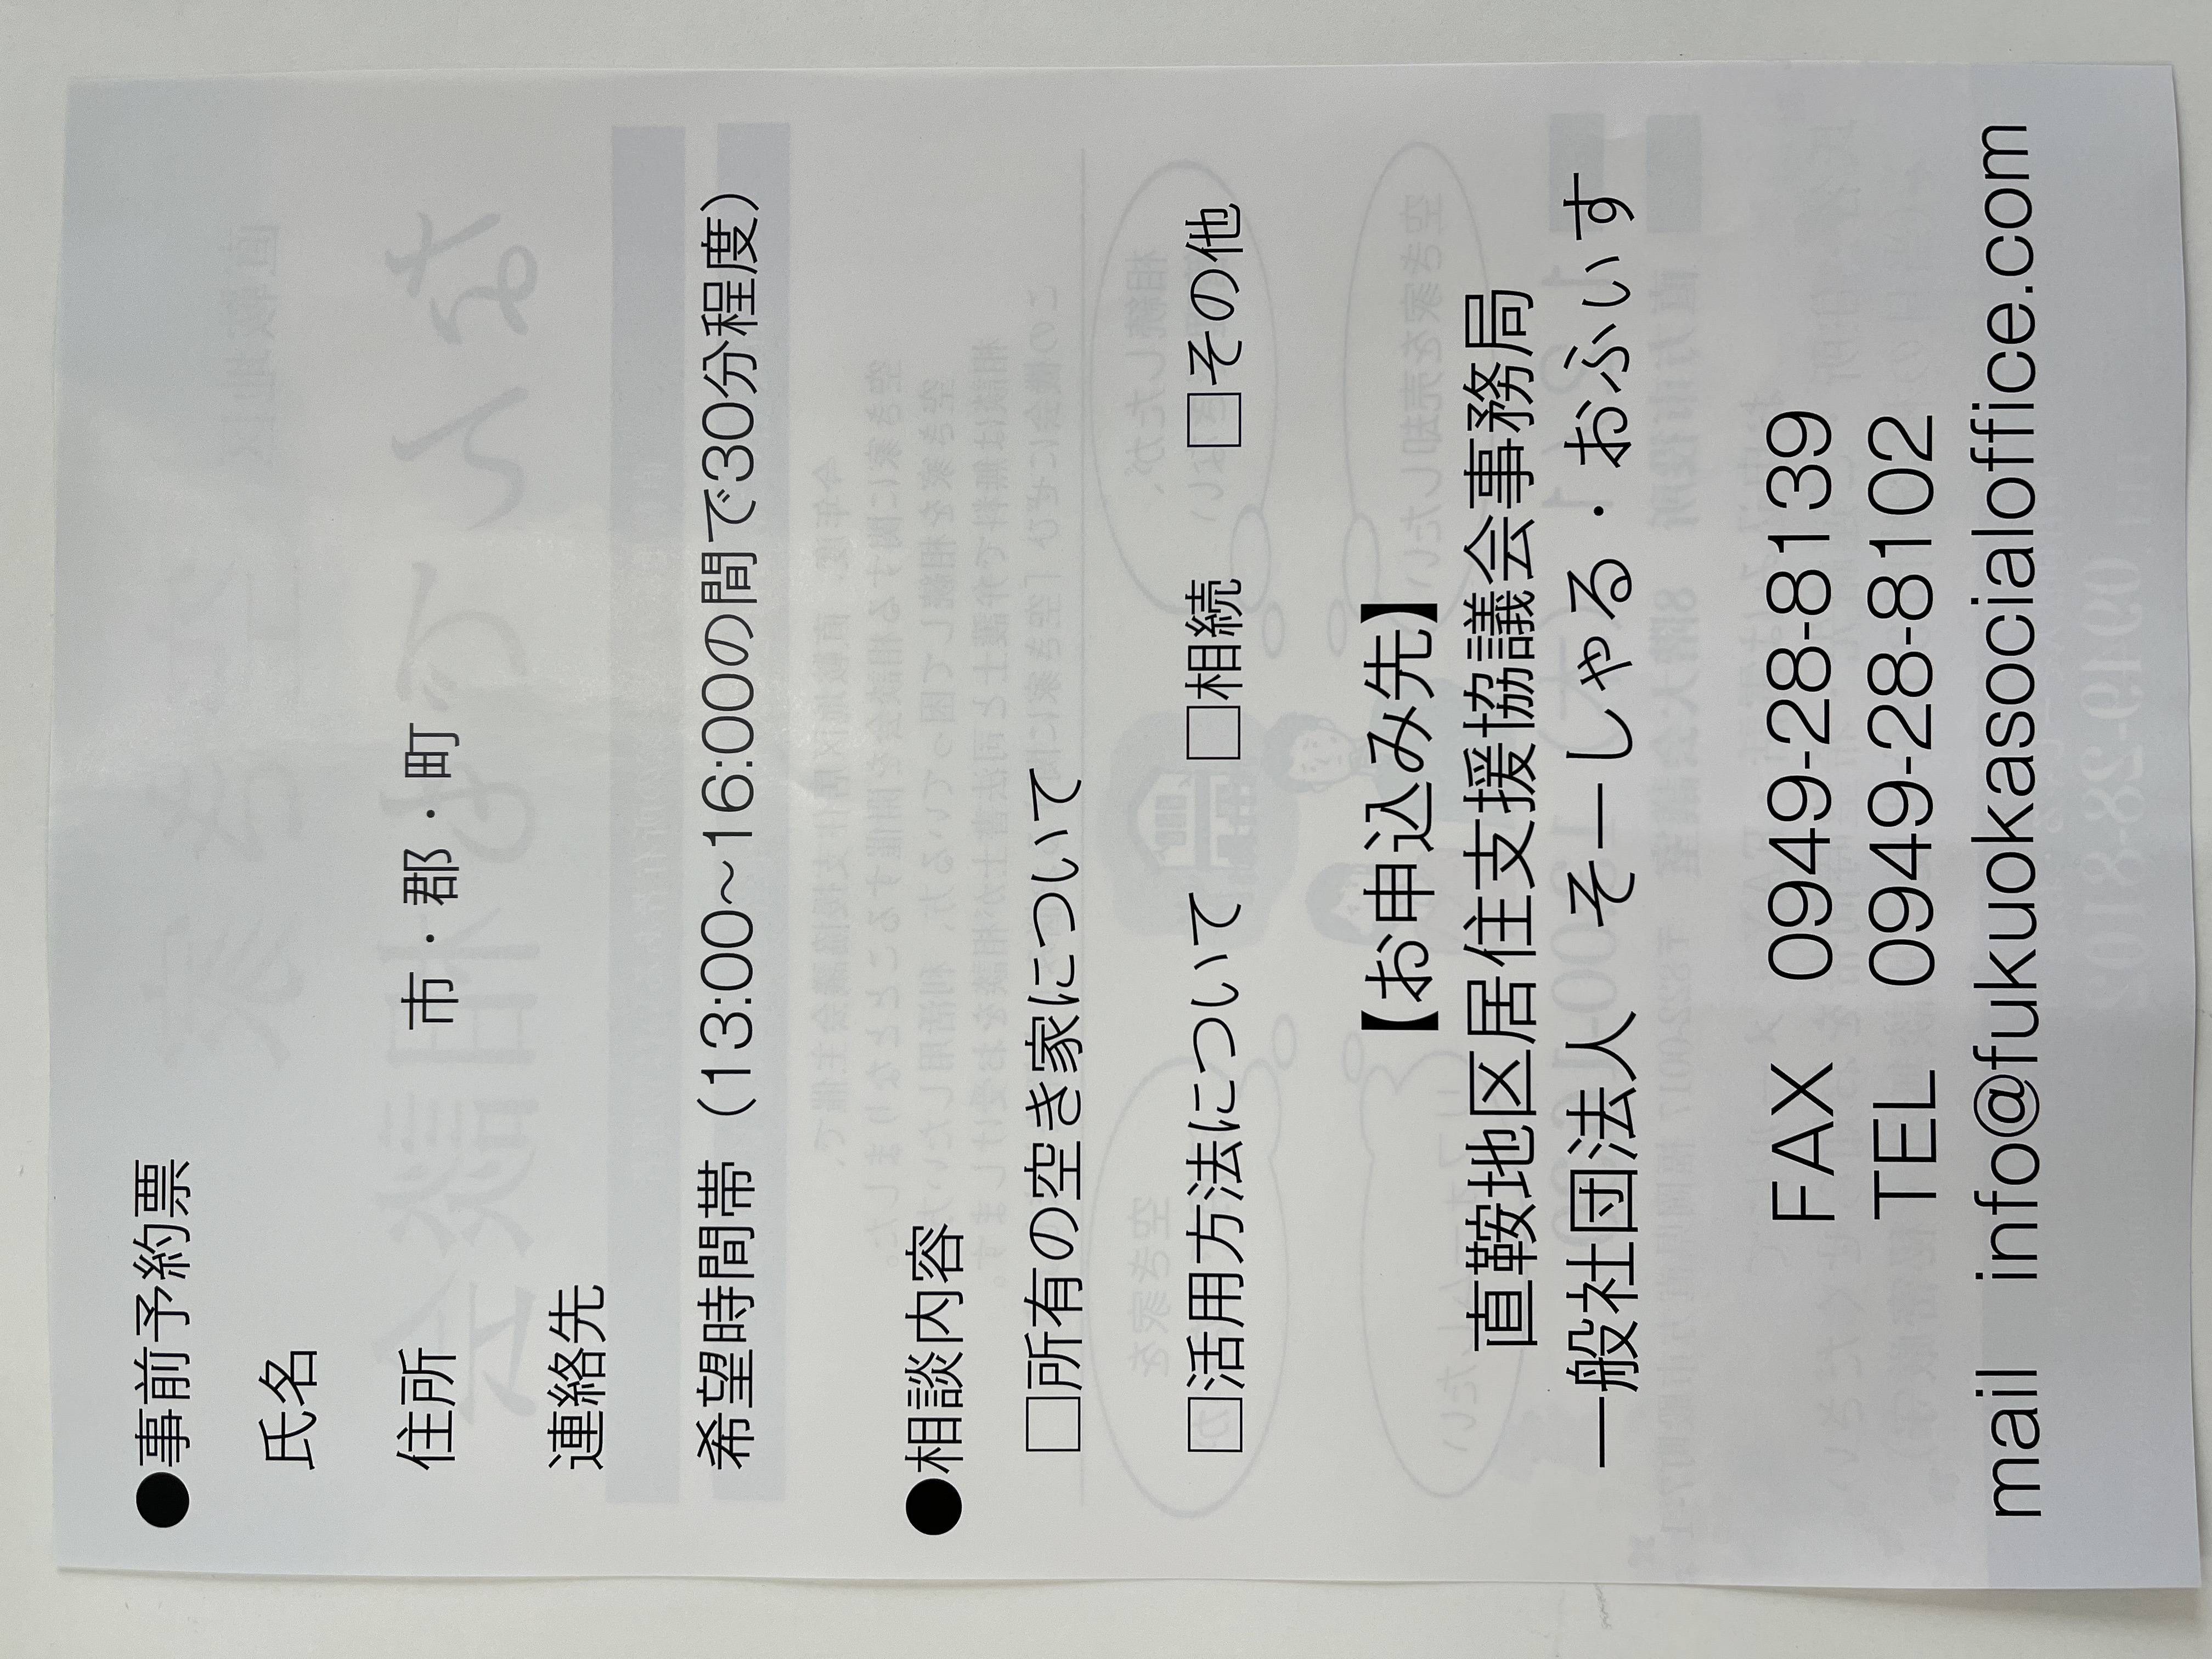 ●事前予約票
氏名
住所　　　　　市・郡・町
連絡先
希望時間帯（13:00~16:00の間で30分程度）
●相談内容
□所有の空き家について
□活用方法について　　□相続　　□その他
【お申込み先】
直鞍地区居住支援協議会事務局
一般社団法人　そーしゃる・おふぃす
FAX　0949-28-8139
TEL　0949-28-8102
mail　info@fukuokasocialoffice.com